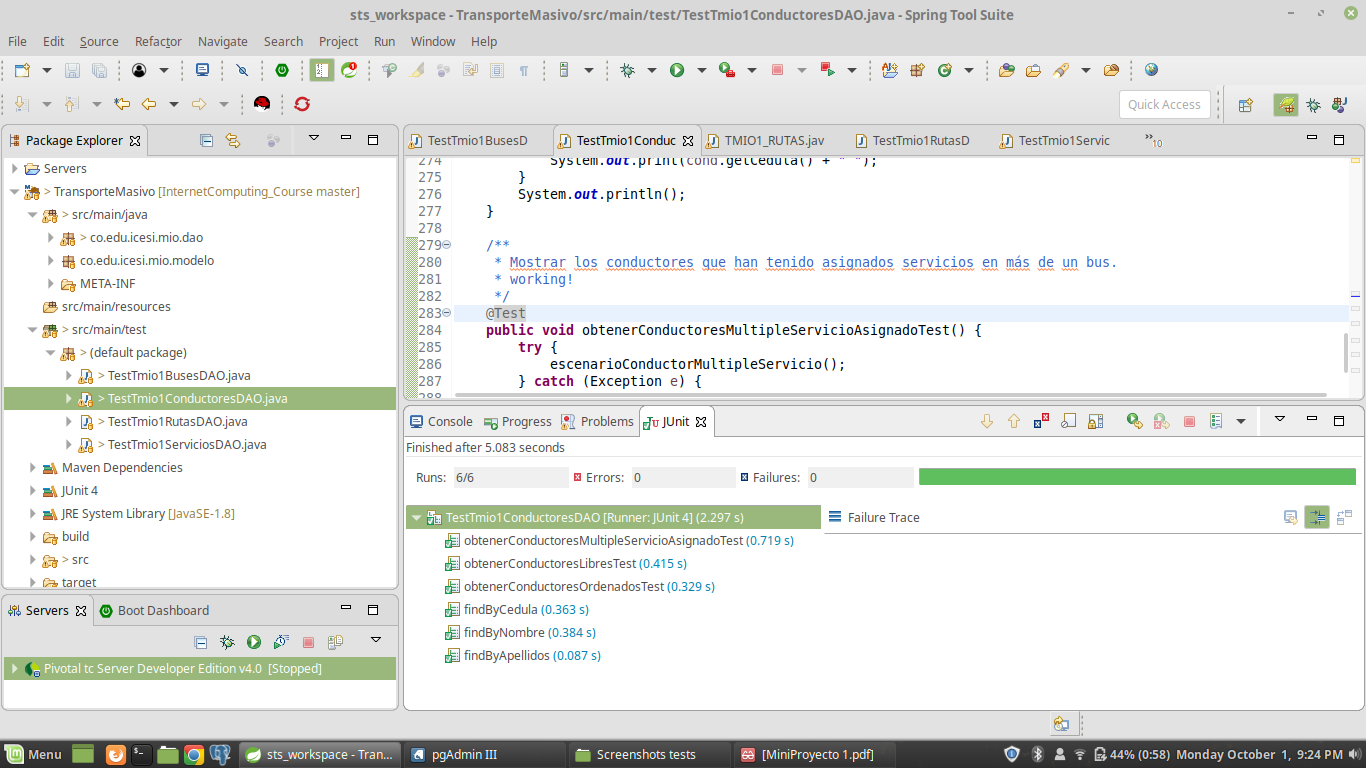 sts_workspace - TransporteMasivo/src/main/test/TestTmio1ConductoresDAO.java - Spring Tool Suite
File Edit Source Refactor Navigate Search Project Run Window Help
Quick Access
Package Explorer
Servers
> TransporteMasivo [InternetComputing_Course master]
> src/main/java
> co.edu.icesi.mio.dao
co.edu.icesi.mio.modelo
META-INF
src/main/resources
> src/main/test
> (default package)
> TestTmio1BusesDAO.java
> TestTmio1ConductoresDAO.java
> TestTmio1RutasDAO.java
> TestTmio1ServiciosDAO.java
Maven Dependencies
JUnit 4
JRE System Library [JavaSE-1.8]
build
> src
target
Servers Boot Dashboard
Pivotal tc Server Developer Edition v4.0 [Stopped]
TestTmio1BusesD TestTmio1Conduc TMIO1_RUTAS.jav TestTmio1RutasD TestTmio1Servic »10
274 System.out.print(cond.getCedula() + " ");
275 }
276 System.out.println();
277 }
278
279 /**
280 * Mostrar los conductores que han tenido asignados servicios en más de un bus.
281 * working!
282 */
283 @Test
284 public void obtenerConductoresMultipleServicioAsignadoTest() {
285 try {
286 escenarioConductorMultipleServicio();
287 } catch (Exception e) {
288
Console Progress Problems JUnit
Finished after 5.083 seconds
Runs: 6/6 Errors: 0 Failures: 0
TestTmio1ConductoresDAO [Runner: JUnit 4] (2.297 s)
obtenerConductoresMultipleServicioAsignadoTest (0.719 s)
obtenerConductoresLibresTest (0.415 s)
obtenerConductoresOrdenadosTest (0.329 s)
findByCedula (0.363 s)
findByNombre (0.384 s)
findByApellidos (0.087 s)
Failure Trace
Menu sts_workspace - Tran... pgAdmin III Screenshots tests [MiniProyecto 1.pdf] 44% (0:58) Monday October 1, 9:24 PM